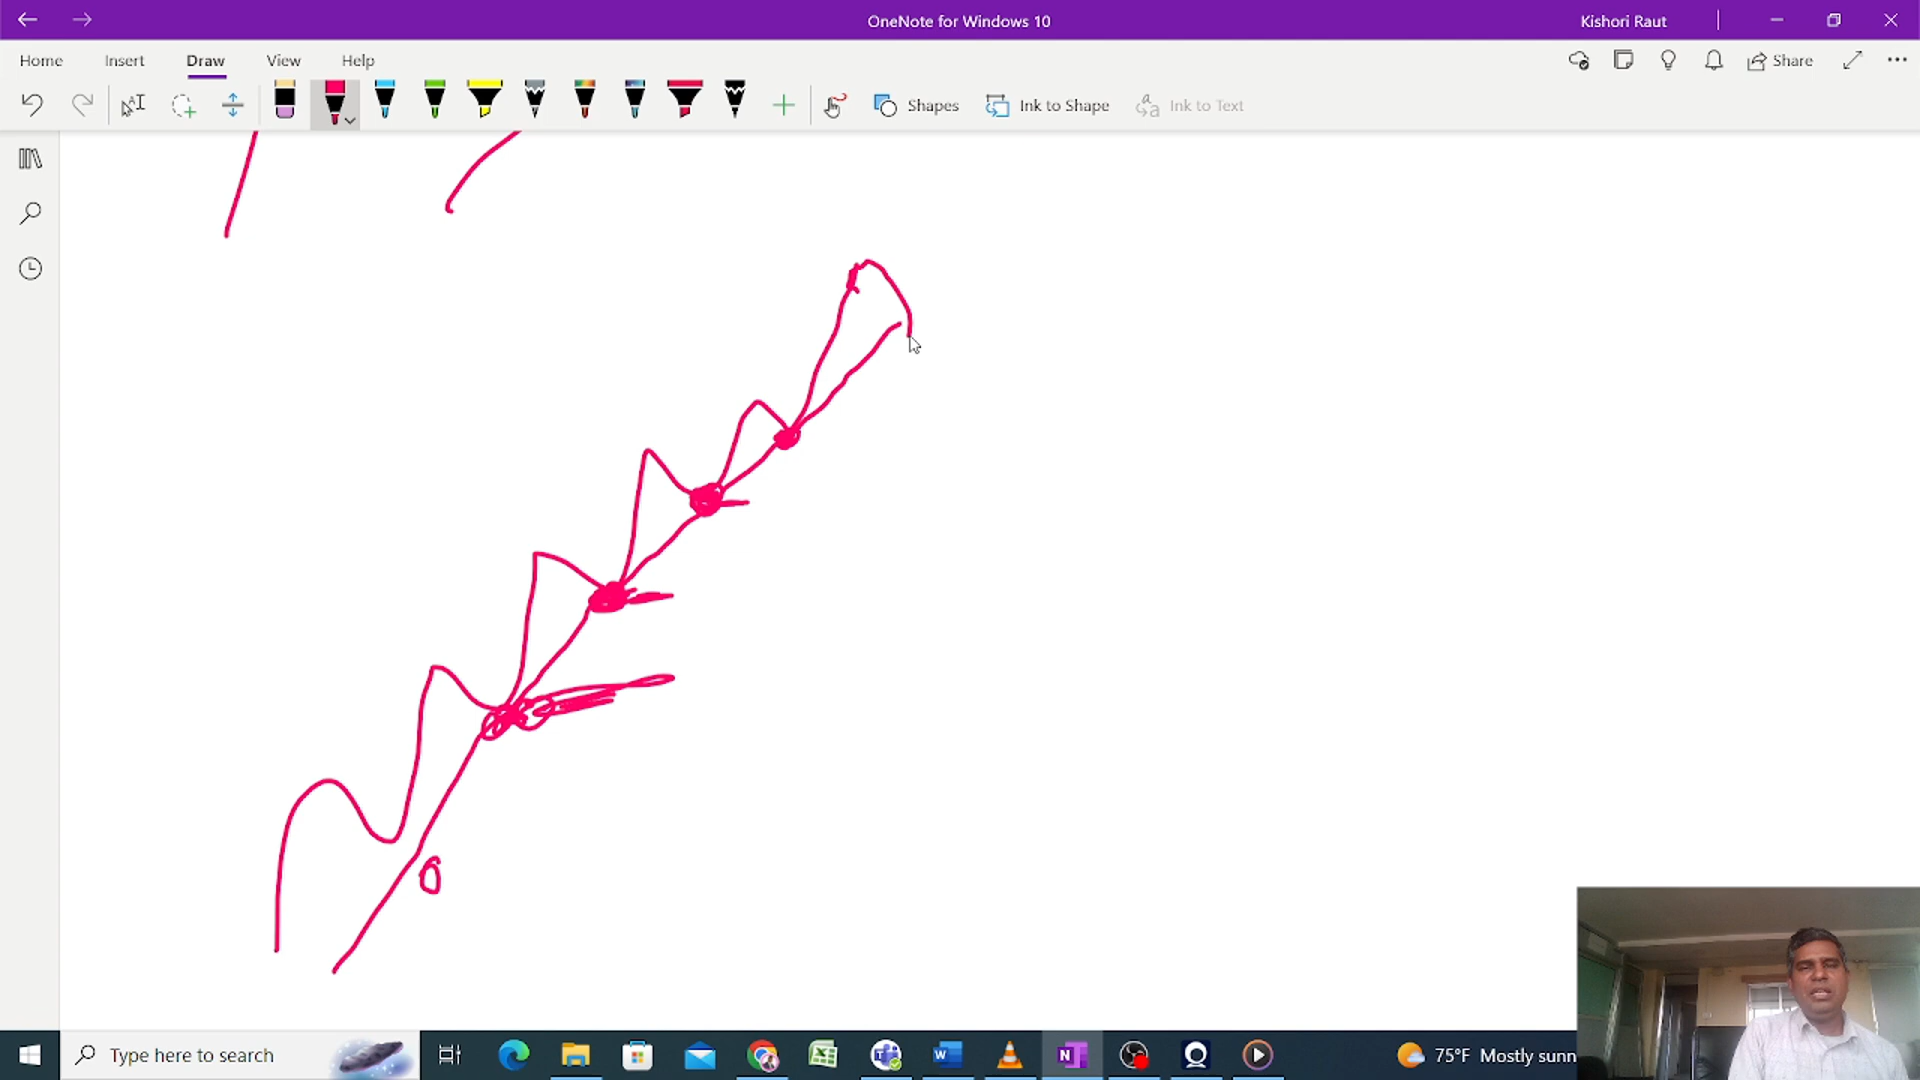 OneNote for Windows 10
Kishori Raut
Home Insert Draw View Help
Share
Shapes
Ink to Shape
Ink to Text
Type here to search
75°F Mostly sunn